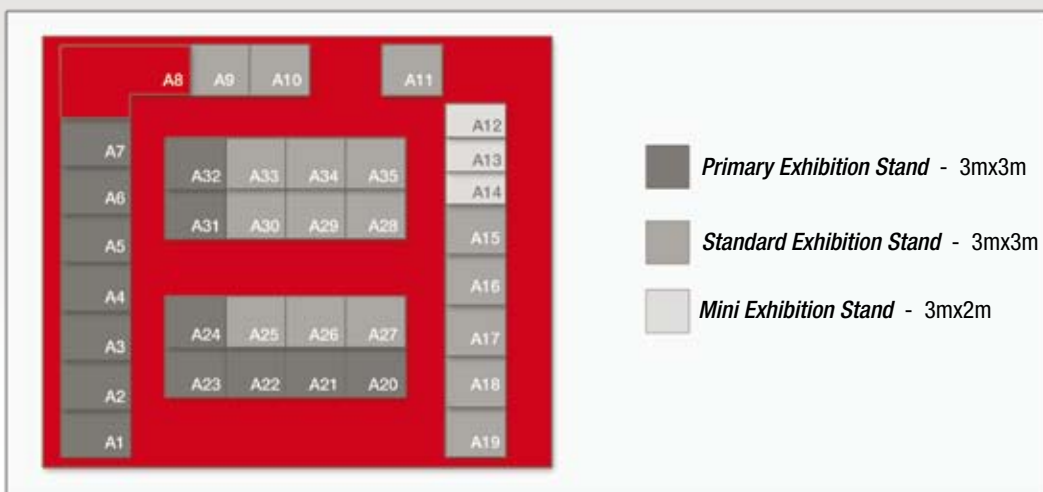 A8 A9 A10 A11
A12
A7 A13
A32 A33 A34 A35
A6 A14
A31 A30 A29 A28
A5 A15
A4 A16
A24 A25 A26 A27
A3 A17
A23 A22 A21 A20
A2 A18
A1 A19
Primary Exhibition Stand - 3mx3m
Standard Exhibition Stand - 3mx3m
Mini Exhibition Stand - 3mx2m